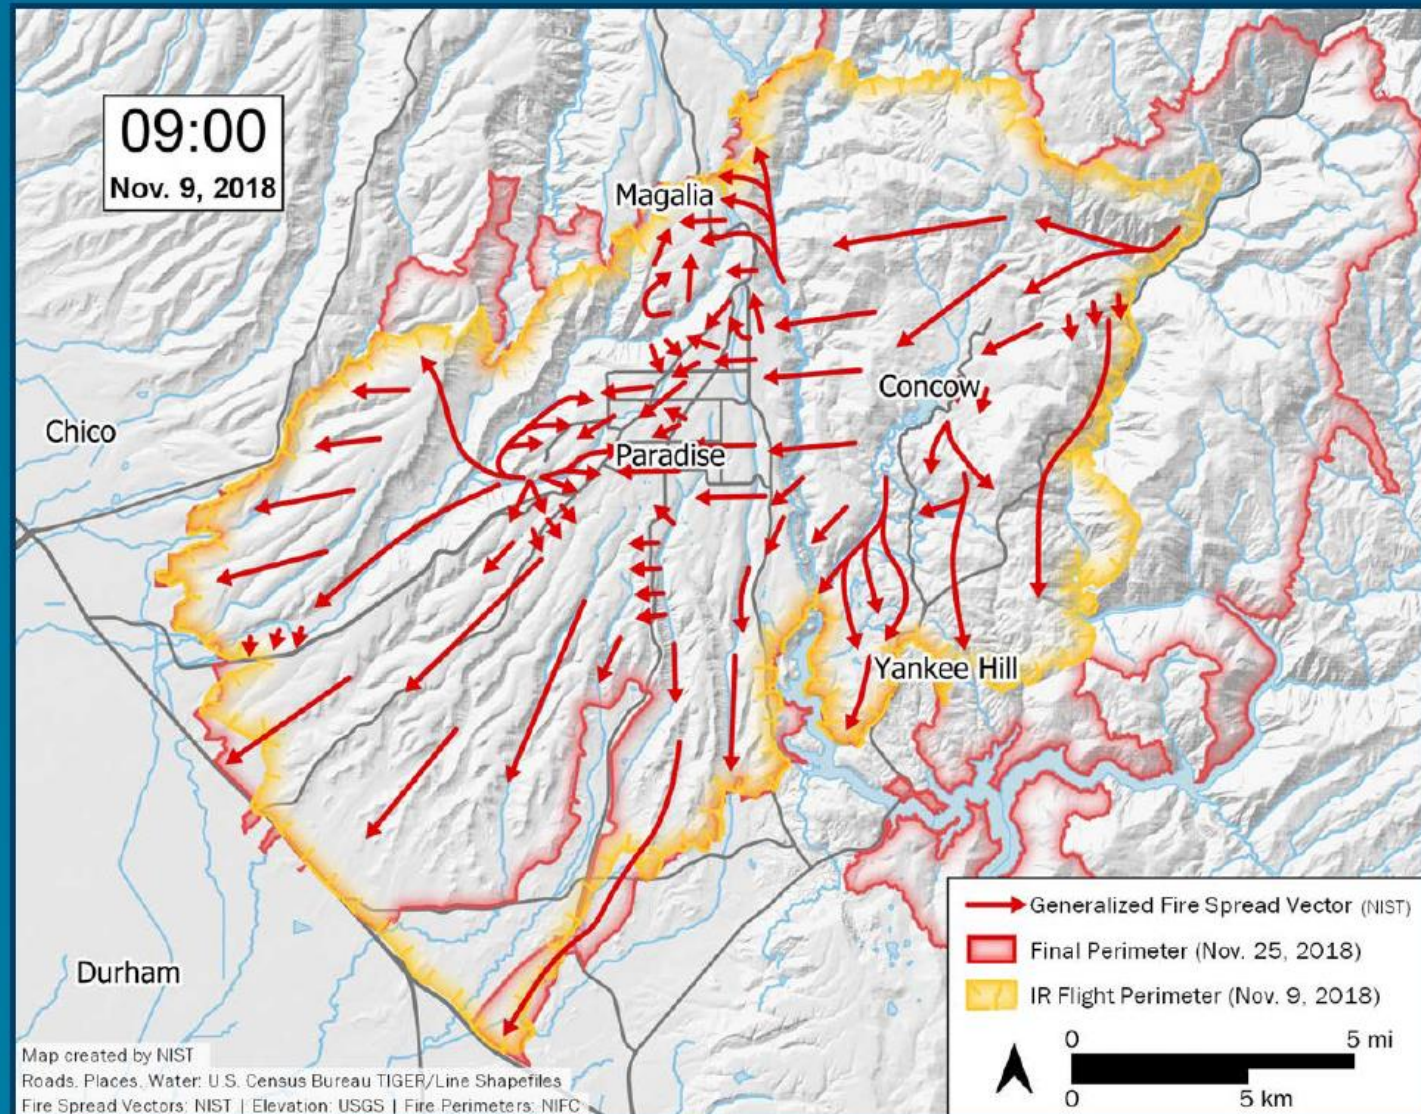 09:00
Nov. 9, 2018
Magalia
Concow
Chico
Paradise
Yankee Hill
Durham
Generalized Fire Spread Vector (NIST)
Final Perimeter (Nov. 25, 2018)
IR Flight Perimeter (Nov. 9, 2018)
0 5 mi
0 5 km
Map created by NIST
Roads, Places, Water: U.S. Census Bureau TIGER/Line Shapefiles
Fire Spread Vectors: NIST | Elevation: USGS | Fire Perimeters: NIFC